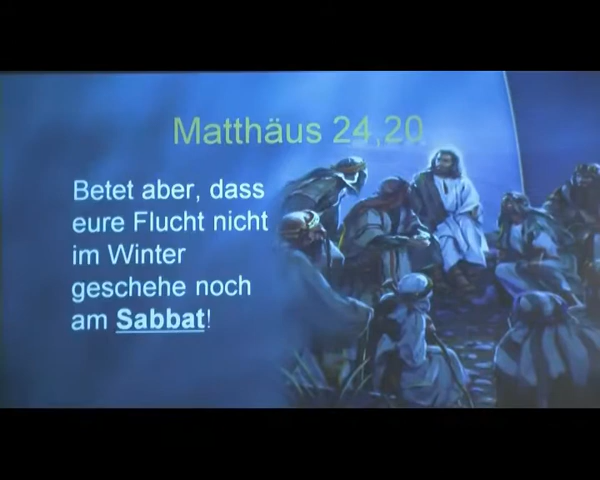 Matthäus 24,20
Betet aber, dass
eure Flucht nicht
im Winter
geschehe noch
am Sabbat!